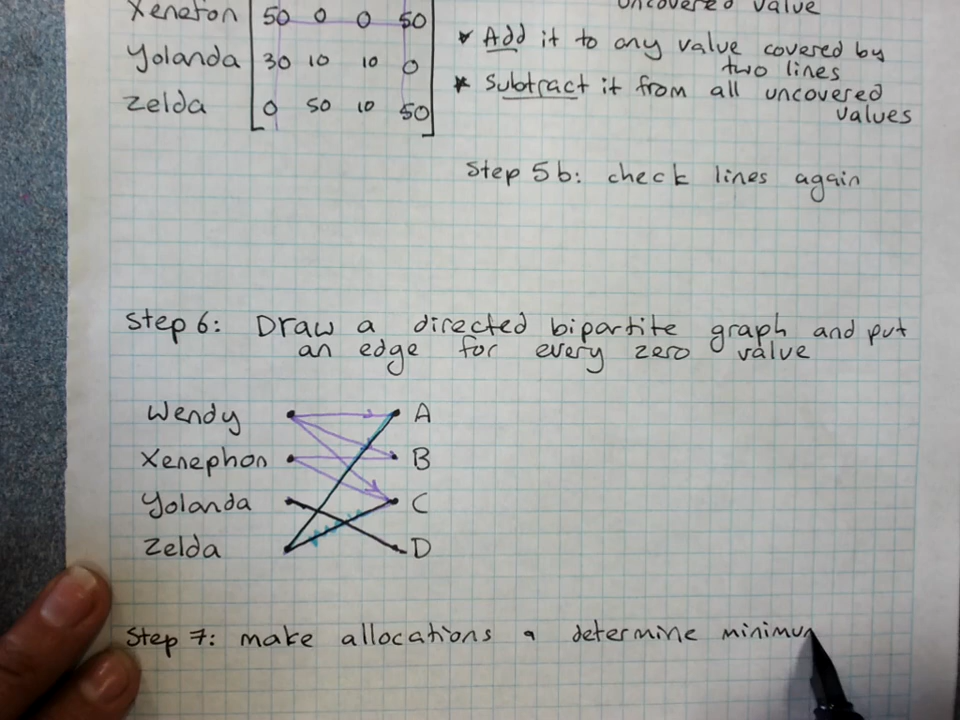 Xeneton 50 0 0 50
uncovered value
Yolanda 30 10 10 0
* Add it to any value covered by
two lines
Zelda 0 50 10 50
* Subtract it from all uncovered
values
Step 5b: check lines again
Step 6: Draw a directed bipartite graph and put
an edge for every zero value
Wendy A
Xenephon B
Yolanda C
Zelda D
Step 7: make allocations & determine minimum